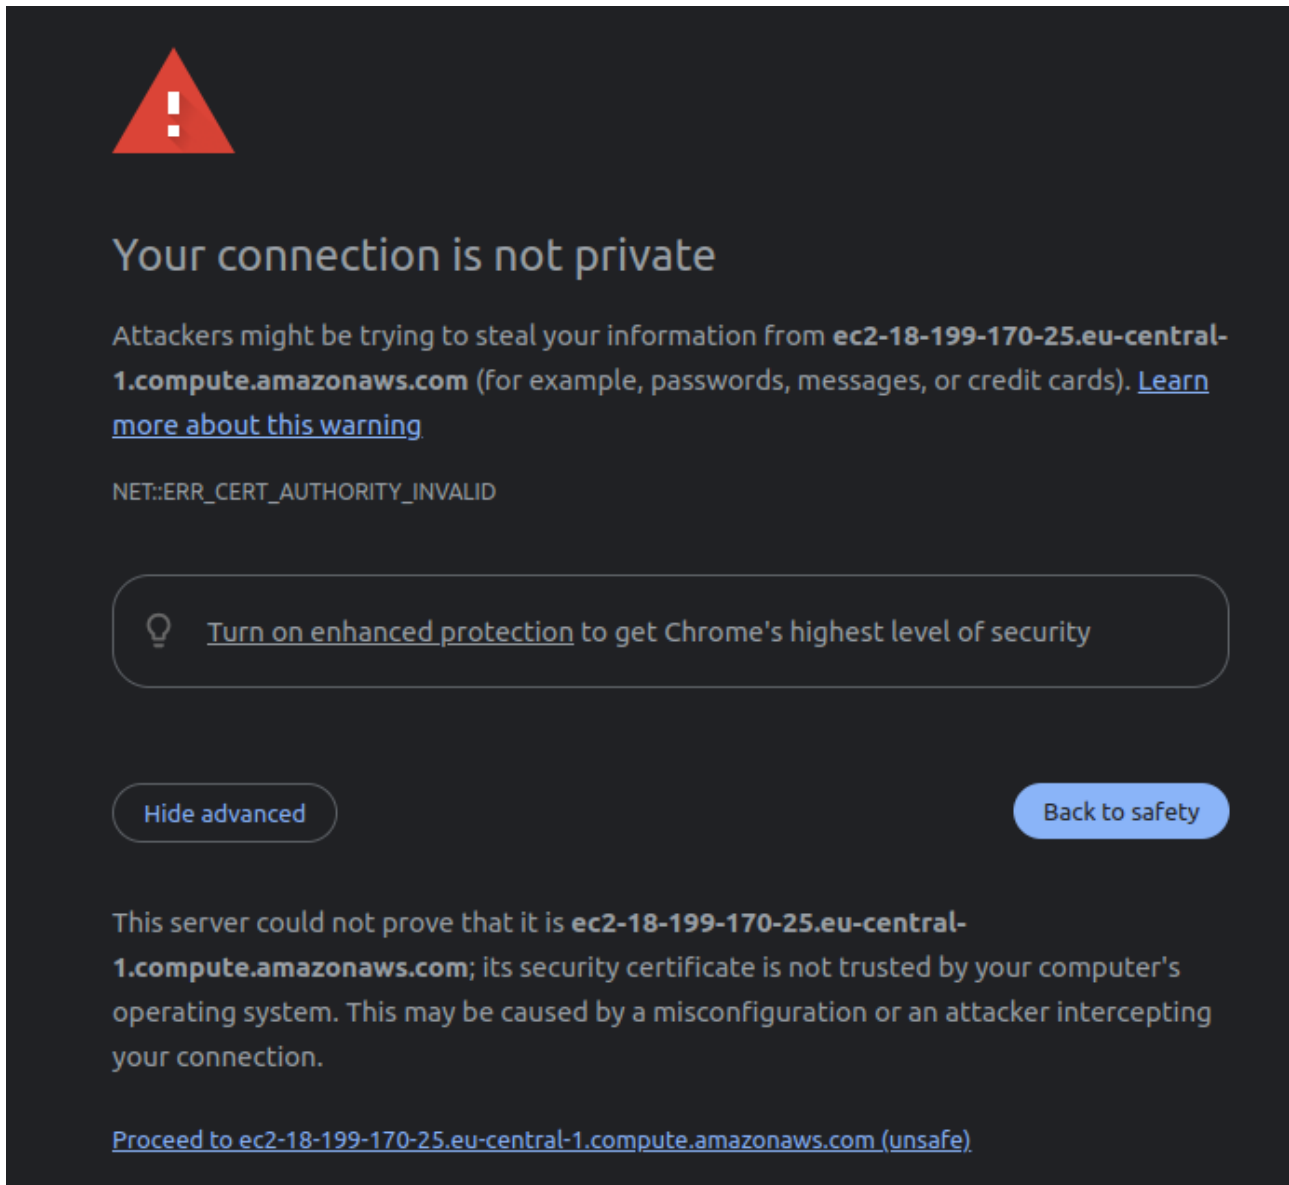 Your connection is not private
Attackers might be trying to steal your information from ec2-18-199-170-25.eu-central-
1.compute.amazonaws.com (for example, passwords, messages, or credit cards). Learn
more about this warning
NET::ERR_CERT_AUTHORITY_INVALID
Turn on enhanced protection to get Chrome's highest level of security
Hide advanced
Back to safety
This server could not prove that it is ec2-18-199-170-25.eu-central-
1.compute.amazonaws.com; its security certificate is not trusted by your computer's
operating system. This may be caused by a misconfiguration or an attacker intercepting
your connection.
Proceed to ec2-18-199-170-25.eu-central-1.compute.amazonaws.com (unsafe)